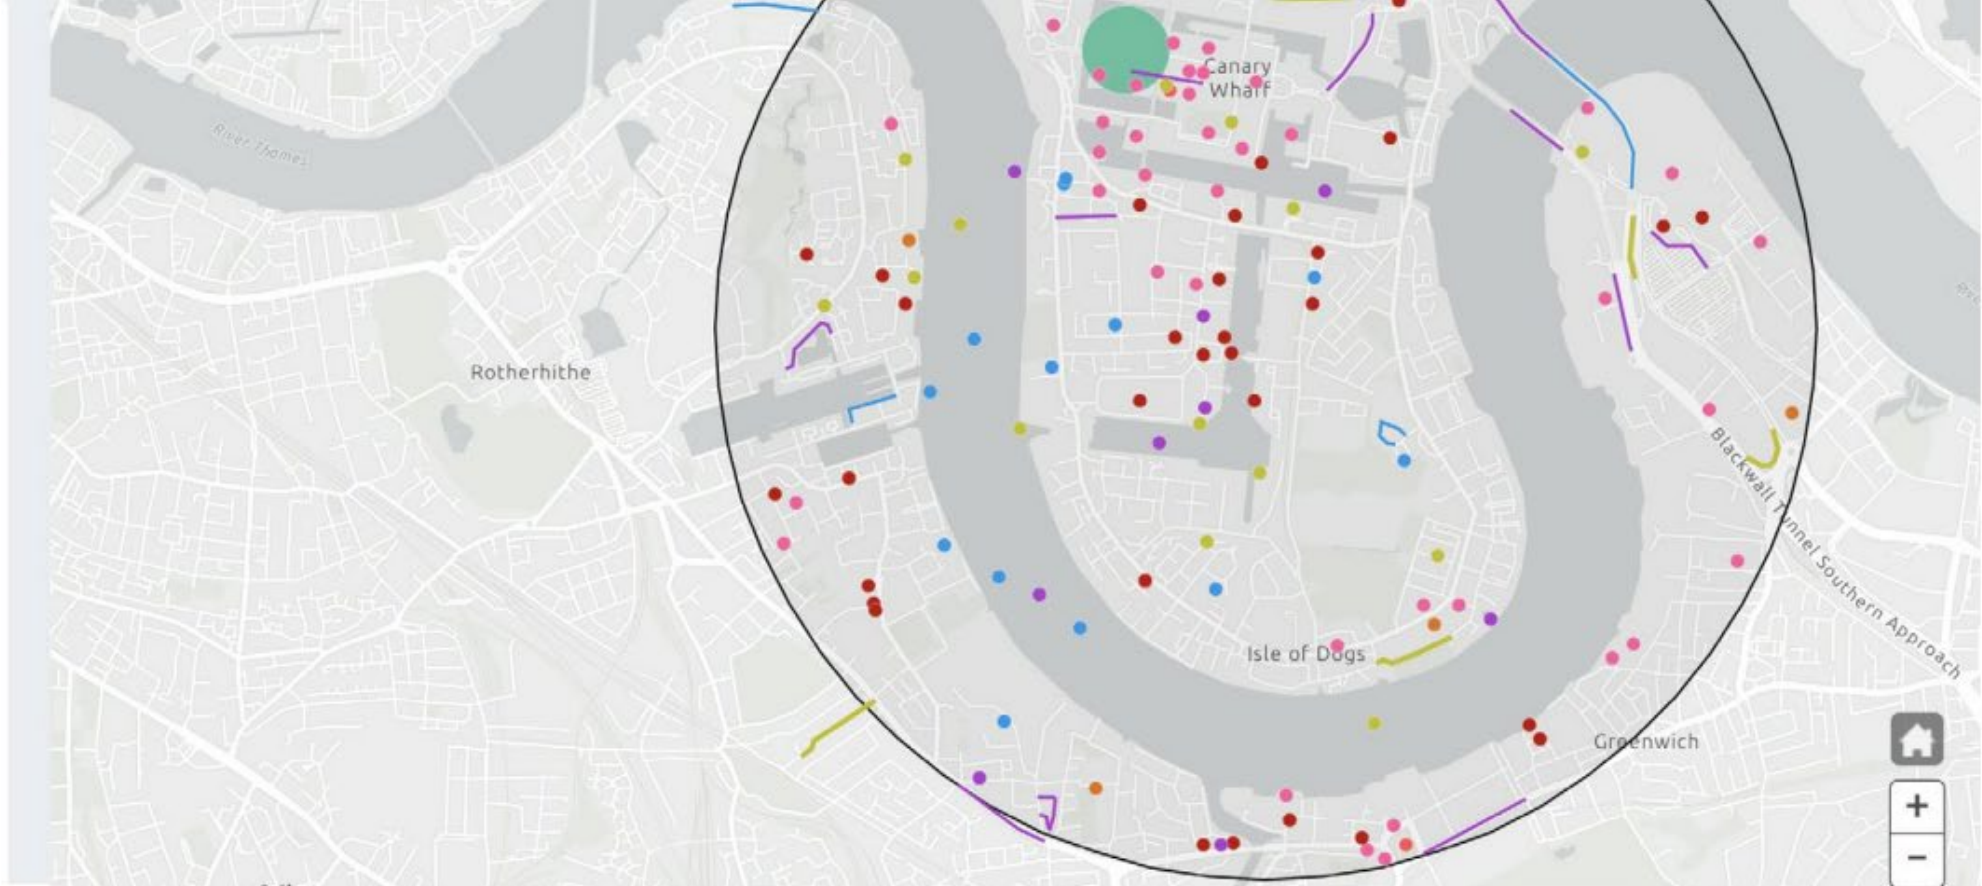 Canary
Wharf
River Thames
Rotherhithe
Blackwall Tunnel Southern Approach
Isle of Dogs
Greenwich
+
−